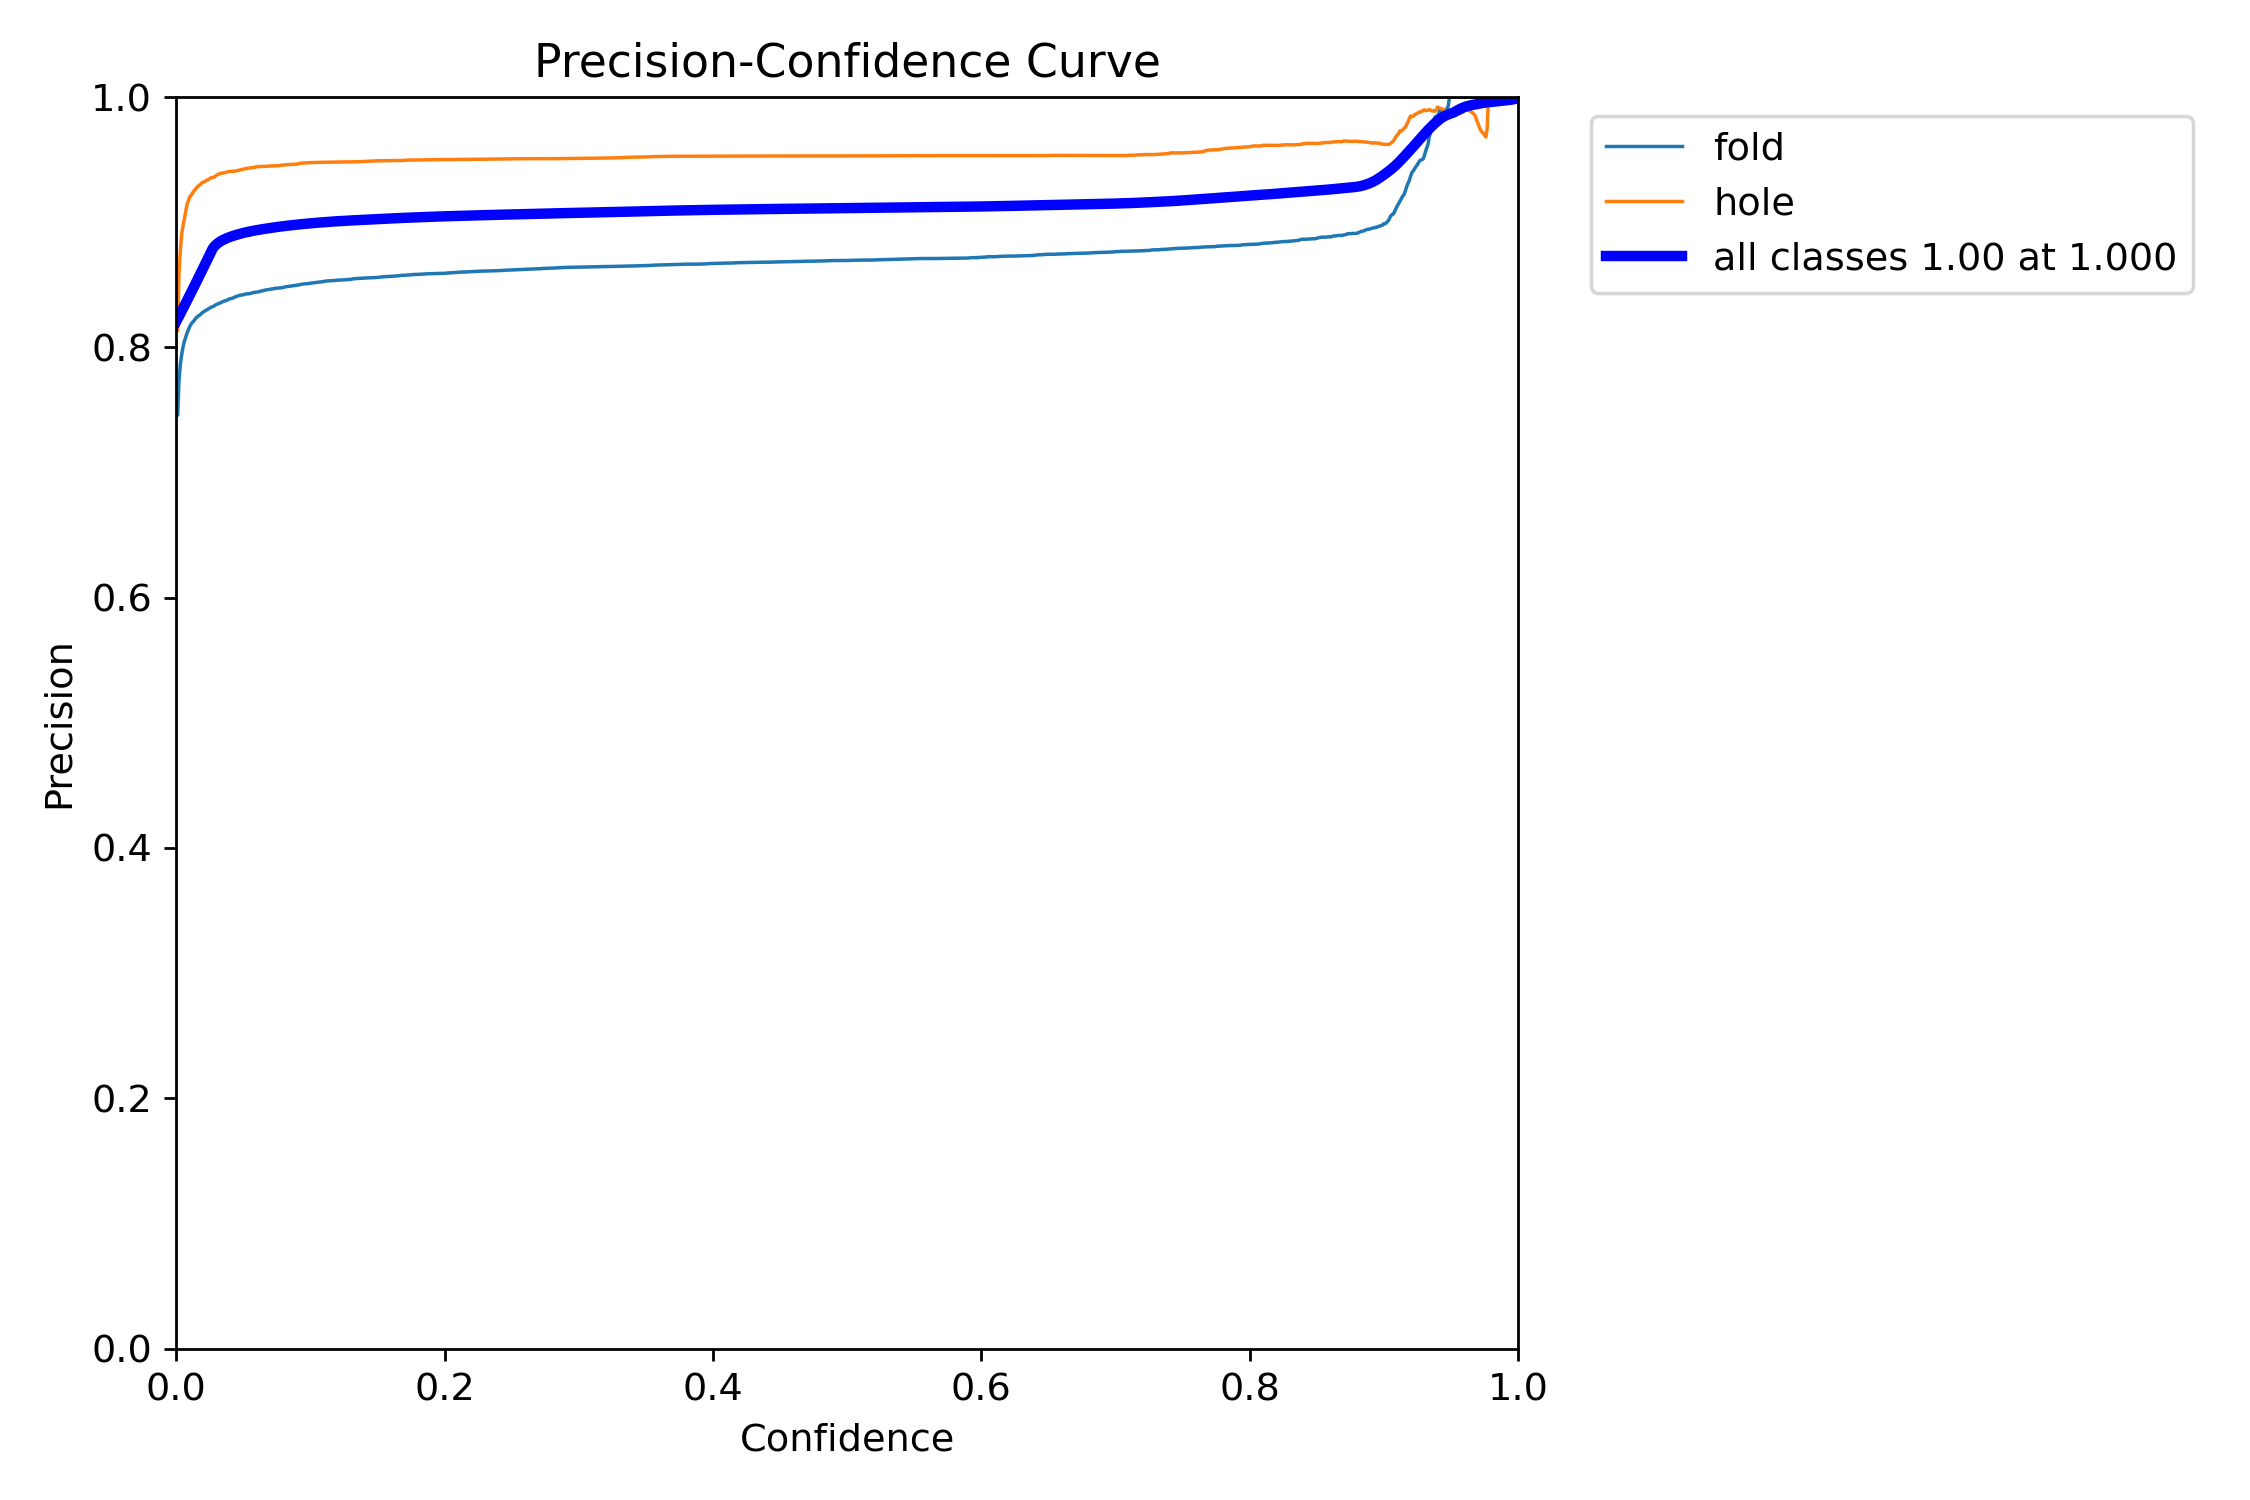 Precision-Confidence Curve
1.0
0.8
0.6
0.4
0.2
0.0
Precision
0.0 0.2 0.4 0.6 0.8 1.0
Confidence
fold
hole
all classes 1.00 at 1.000